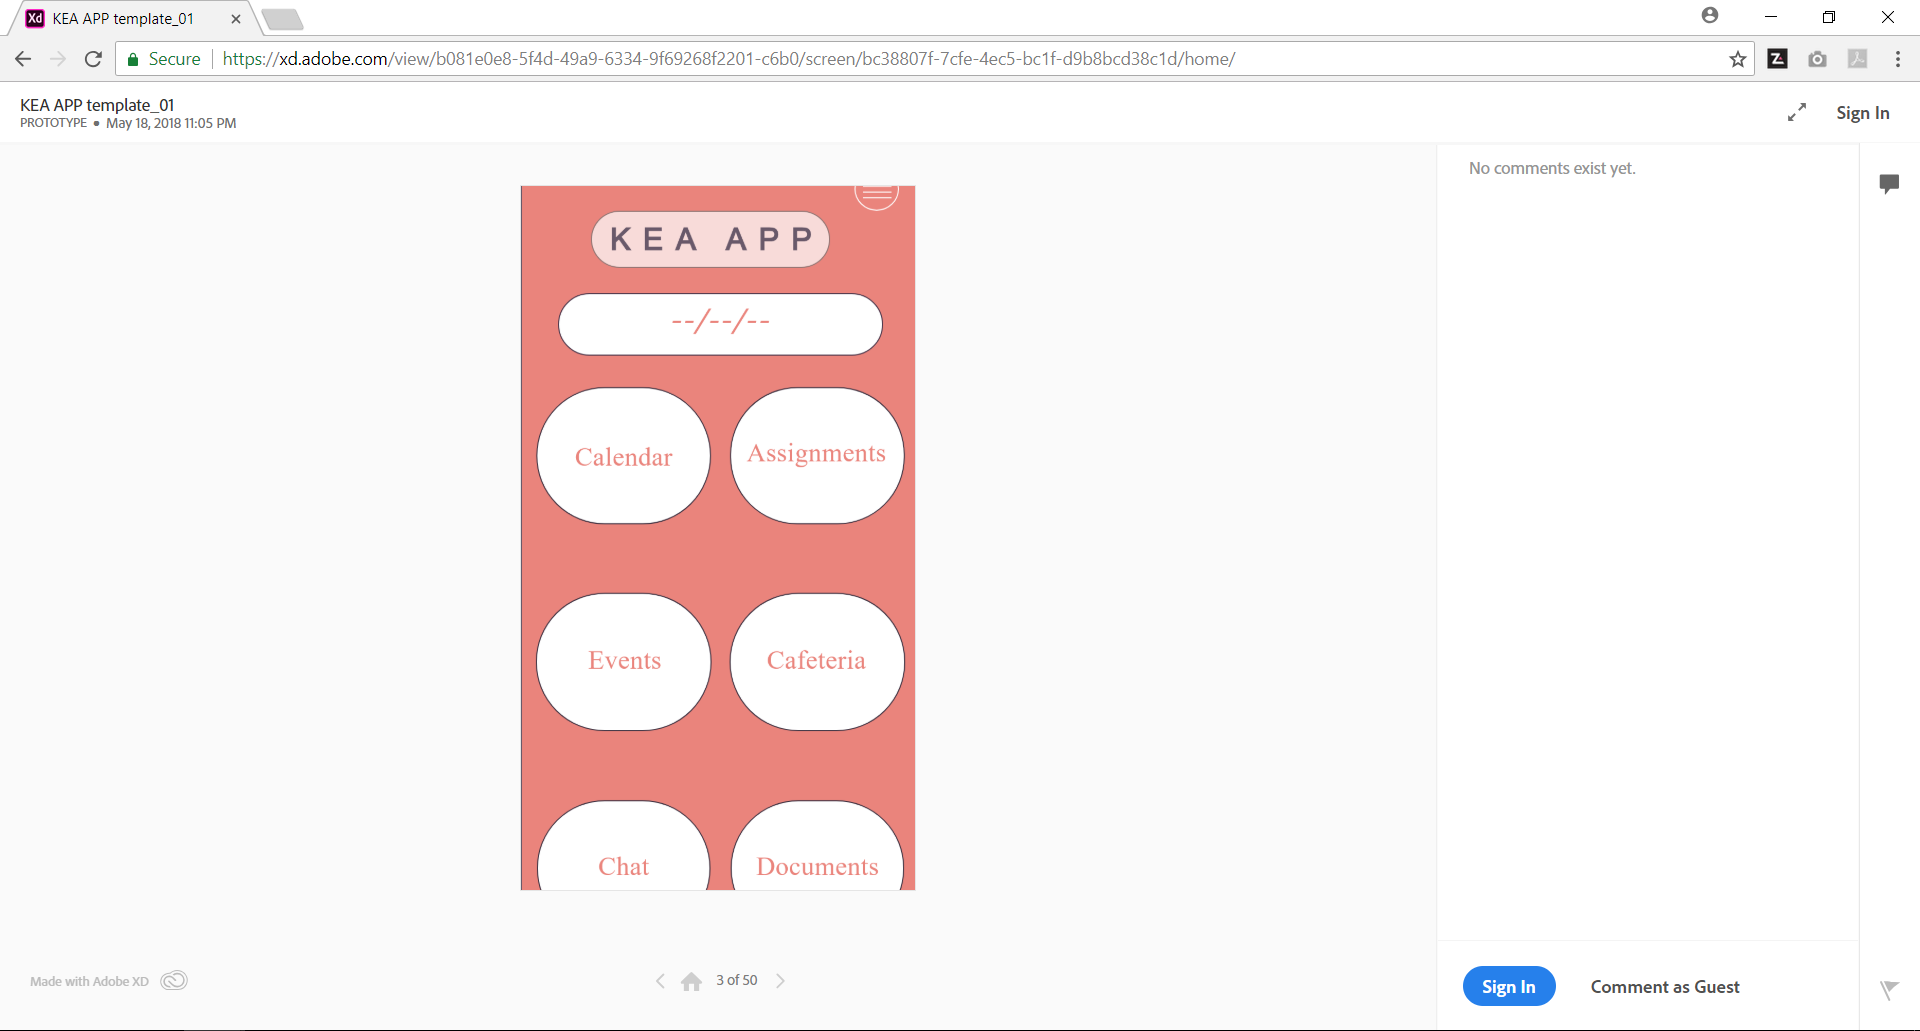 Xd KEA APP template_01
Secure https://xd.adobe.com/view/b081e0e8-5f4d-49a9-6334-9f69268f2201-c6b0/screen/bc38807f-7cfe-4ec5-bc1f-d9b8bcd38c1d/home/
KEA APP template_01
PROTOTYPE • May 18, 2018 11:05 PM
Sign In
No comments exist yet.
KEA APP
--/--/--
Calendar Assignments
Events Cafeteria
Chat Documents
Made with Adobe XD
3 of 50
Sign In Comment as Guest